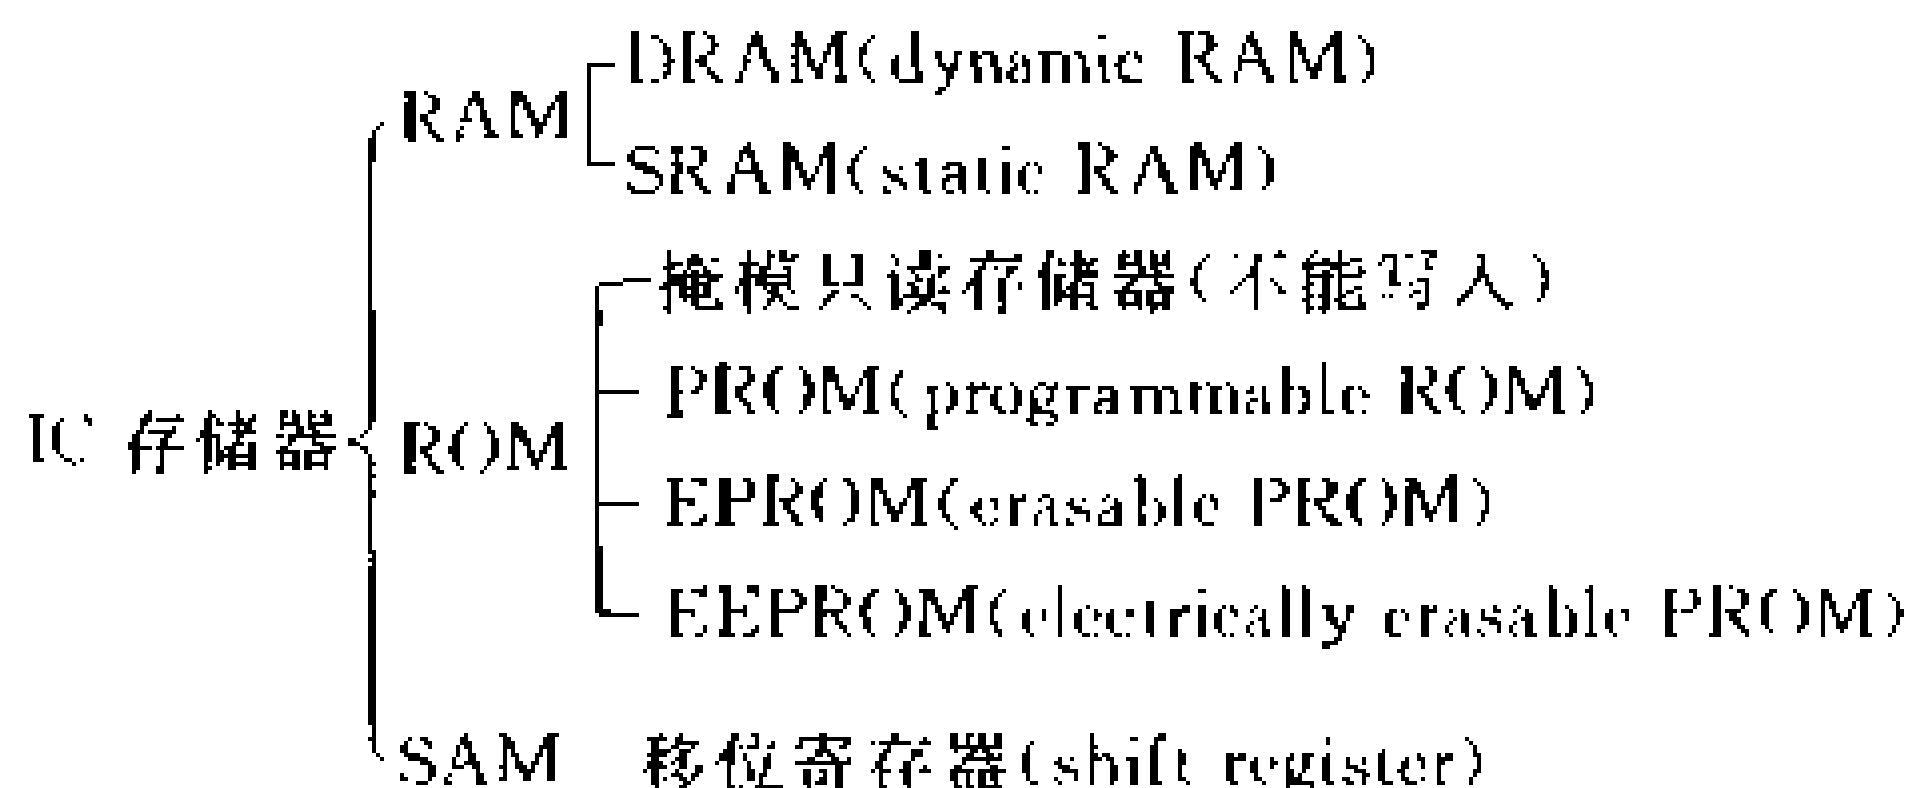 DRAM(dynamic RAM)
RAM
SRAM(static RAM)
掩模只读存储器(不能写入)
PROM(programmable ROM)
IC 存储器
ROM
EPROM(erasable PROM)
EEPROM(electrically erasable PROM)
SAM 移位寄存器(shift register)